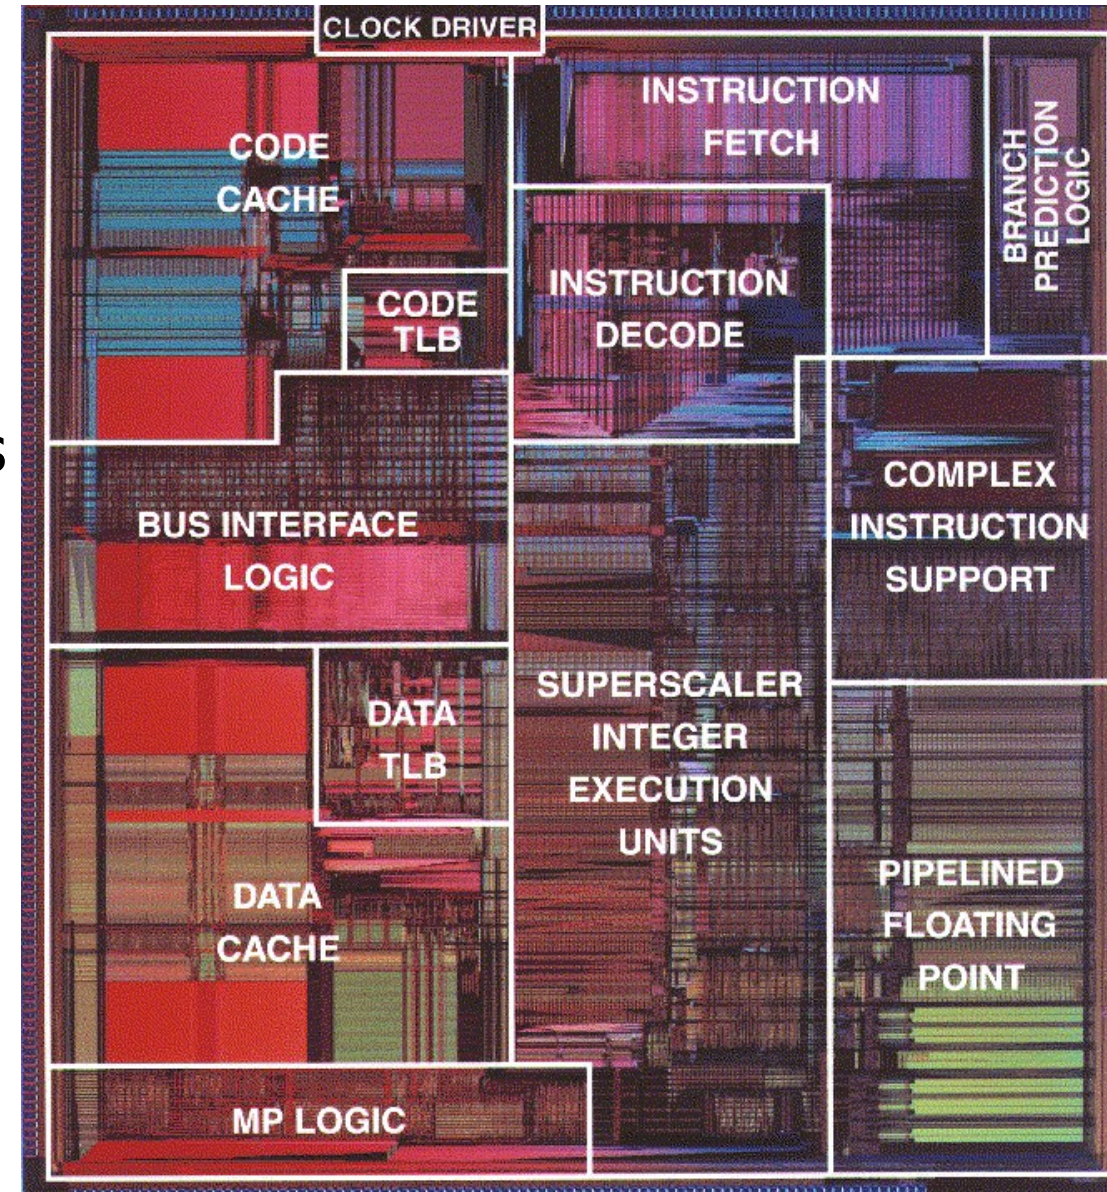 CLOCK DRIVER
CODE
CACHE
INSTRUCTION
FETCH
BRANCH
PREDICTION
LOGIC
CODE
TLB
INSTRUCTION
DECODE
s
BUS INTERFACE
LOGIC
COMPLEX
INSTRUCTION
SUPPORT
DATA
TLB
SUPERSCALER
INTEGER
EXECUTION
UNITS
DATA
CACHE
PIPELINED
FLOATING
POINT
MP LOGIC